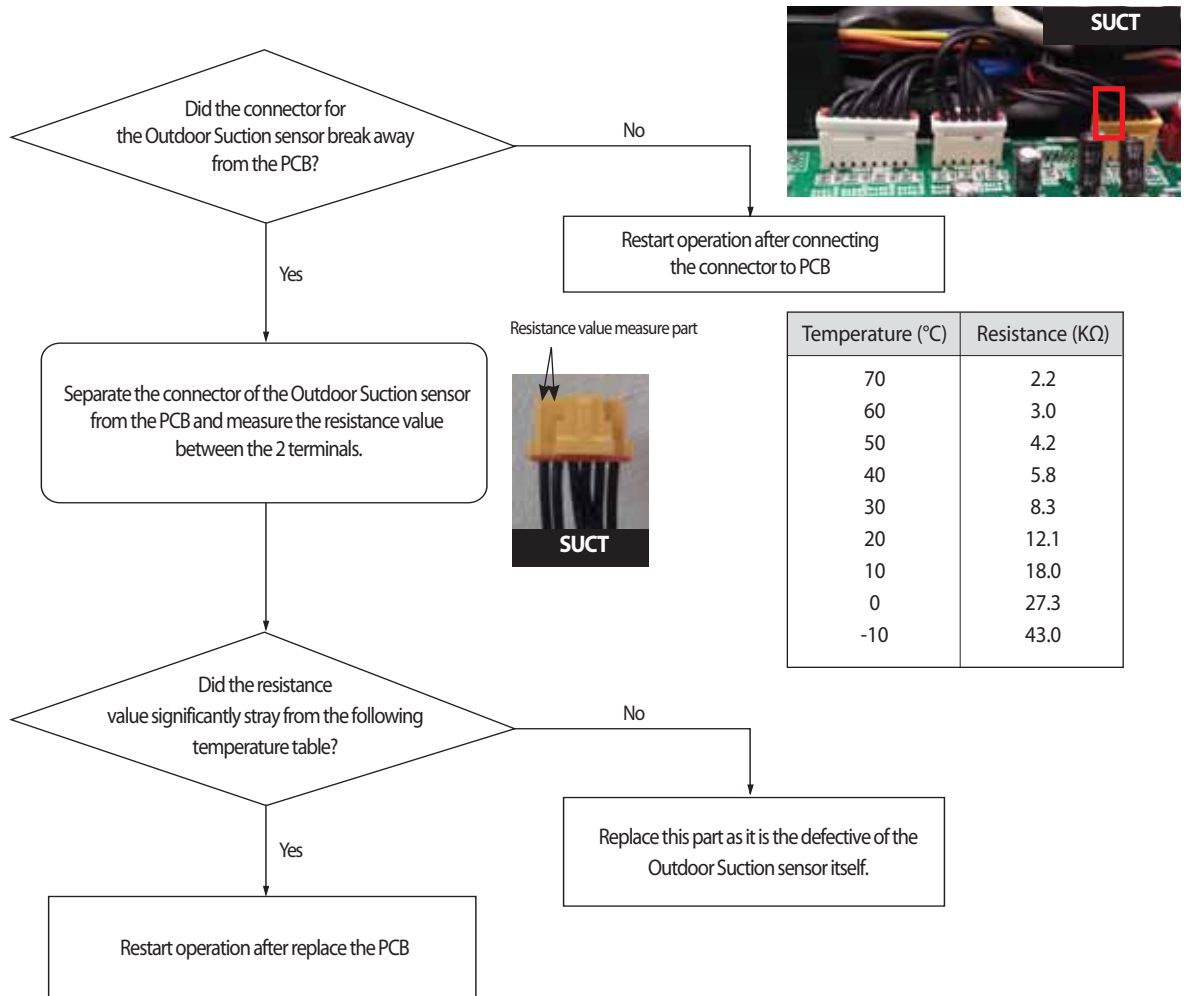 SUCT
Did the connector for
the Outdoor Suction sensor break away
from the PCB?
No
Restart operation after connecting
the connector to PCB
Yes
Resistance value measure part
SUCT
Separate the connector of the Outdoor Suction sensor
from the PCB and measure the resistance value
between the 2 terminals.
Temperature (°C) Resistance (KΩ)
70 2.2
60 3.0
50 4.2
40 5.8
30 8.3
20 12.1
10 18.0
0 27.3
-10 43.0
Did the resistance
value significantly stray from the following
temperature table?
No
Replace this part as it is the defective of the
Outdoor Suction sensor itself.
Yes
Restart operation after replace the PCB